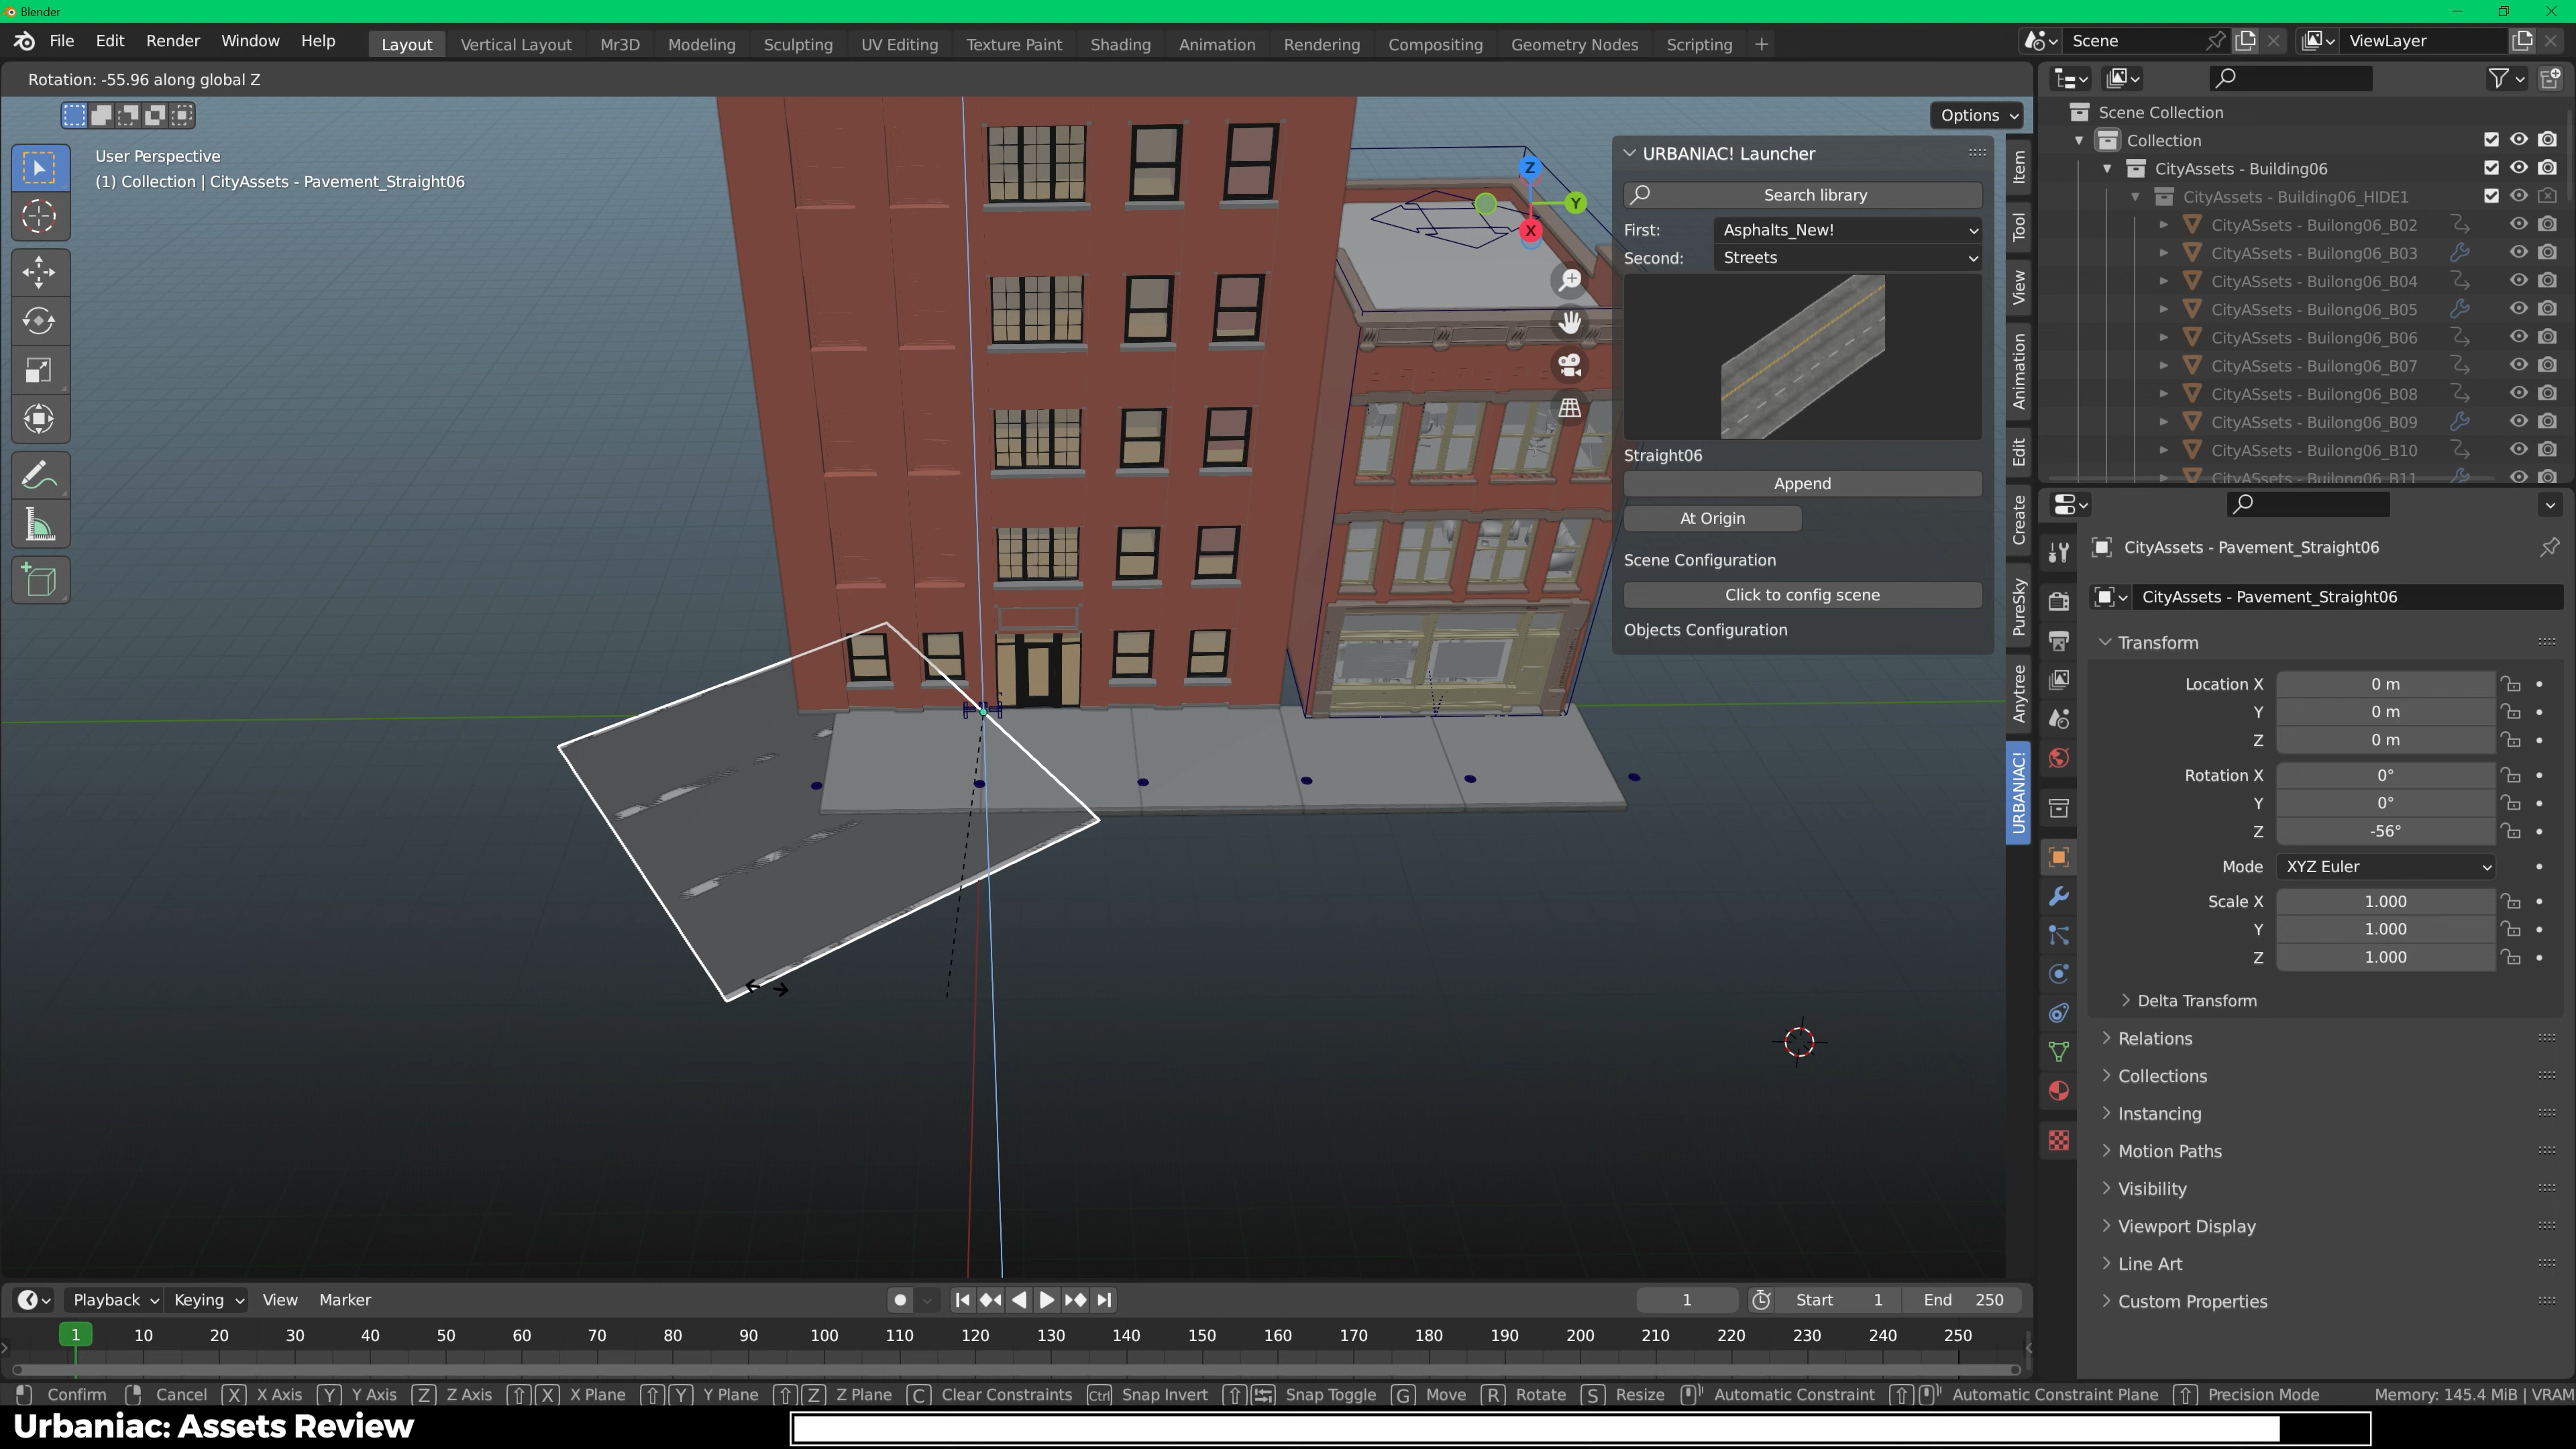 Blender
File Edit Render Window Help Layout Vertical Layout Mr3D Modeling Sculpting UV Editing Texture Paint Shading Animation Rendering Compositing Geometry Nodes Scripting + Scene ViewLayer
Rotation: -55.96 along global Z
Options
User Perspective
(1) Collection | CityAssets - Pavement_Straight06
Z
Y
X
URBANIAC! Launcher
Search library
First: Asphalts_New!
Second: Streets
Straight06
Append
At Origin
Scene Configuration
Click to config scene
Objects Configuration
Item
Tool
View
Animation
Edit
Create
PureSky
Anytree
URBANIAC!
Scene Collection
Collection
CityAssets - Building06
CityAssets - Building06_HIDE1
CityASsets - Builong06_B02
CityASsets - Builong06_B03
CityASsets - Builong06_B04
CityASsets - Builong06_B05
CityASsets - Builong06_B06
CityASsets - Builong06_B07
CityASsets - Builong06_B08
CityASsets - Builong06_B09
CityASsets - Builong06_B10
CityASsets - Builong06_B11
CityAssets - Pavement_Straight06
CityAssets - Pavement_Straight06
Transform
Location X 0 m
Y 0 m
Z 0 m
Rotation X 0°
Y 0°
Z -56°
Mode XYZ Euler
Scale X 1.000
Y 1.000
Z 1.000
Delta Transform
Relations
Collections
Instancing
Motion Paths
Visibility
Viewport Display
Line Art
Custom Properties
Playback Keying View Marker 1 Start 1 End 250
1 10 20 30 40 50 60 70 80 90 100 110 120 130 140 150 160 170 180 190 200 210 220 230 240 250
Confirm Cancel X X Axis Y Y Axis Z Z Axis X X Plane Y Y Plane Z Z Plane C Clear Constraints Ctrl Snap Invert Snap Toggle G Move R Rotate S Resize Automatic Constraint Automatic Constraint Plane Precision Mode Memory: 145.4 MiB | VRAM
Urbaniac: Assets Review